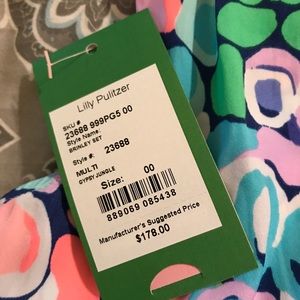 Lilly Pulitzer
SKU #
23688 999PG5 00
Style Name:
BRINLEY SET
Style #: 23688
MULTI
GYPSY JUNGLE
Size: 00
889069 085438
Manufacturer's Suggested Price
$178.00